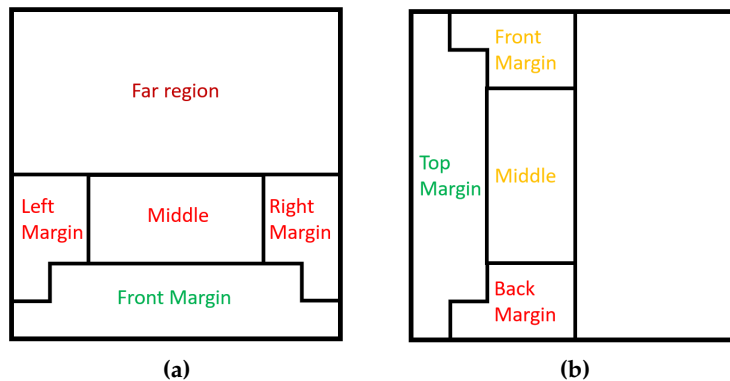 Far region
Left
Margin
Middle
Right
Margin
Front Margin
(a)
Front
Margin
Top
Margin
Middle
Back
Margin
(b)